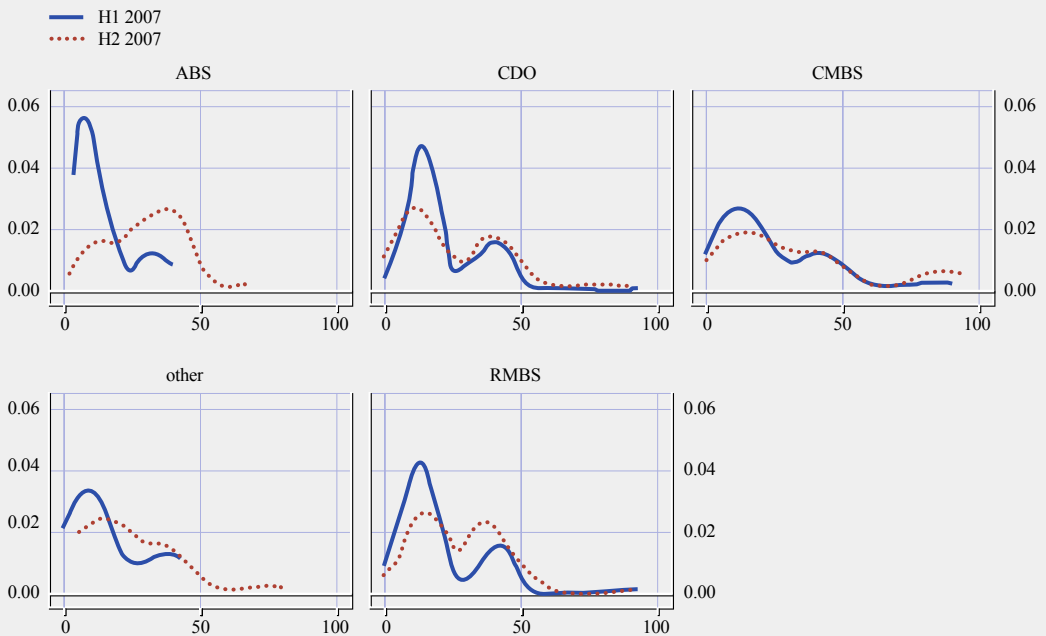 H1 2007
H2 2007
ABS CDO CMBS
0.06 0.06
0.04 0.04
0.02 0.02
0.00 0.00
0 50 100 0 50 100 0 50 100
other RMBS
0.06 0.06
0.04 0.04
0.02 0.02
0.00 0.00
0 50 100 0 50 100